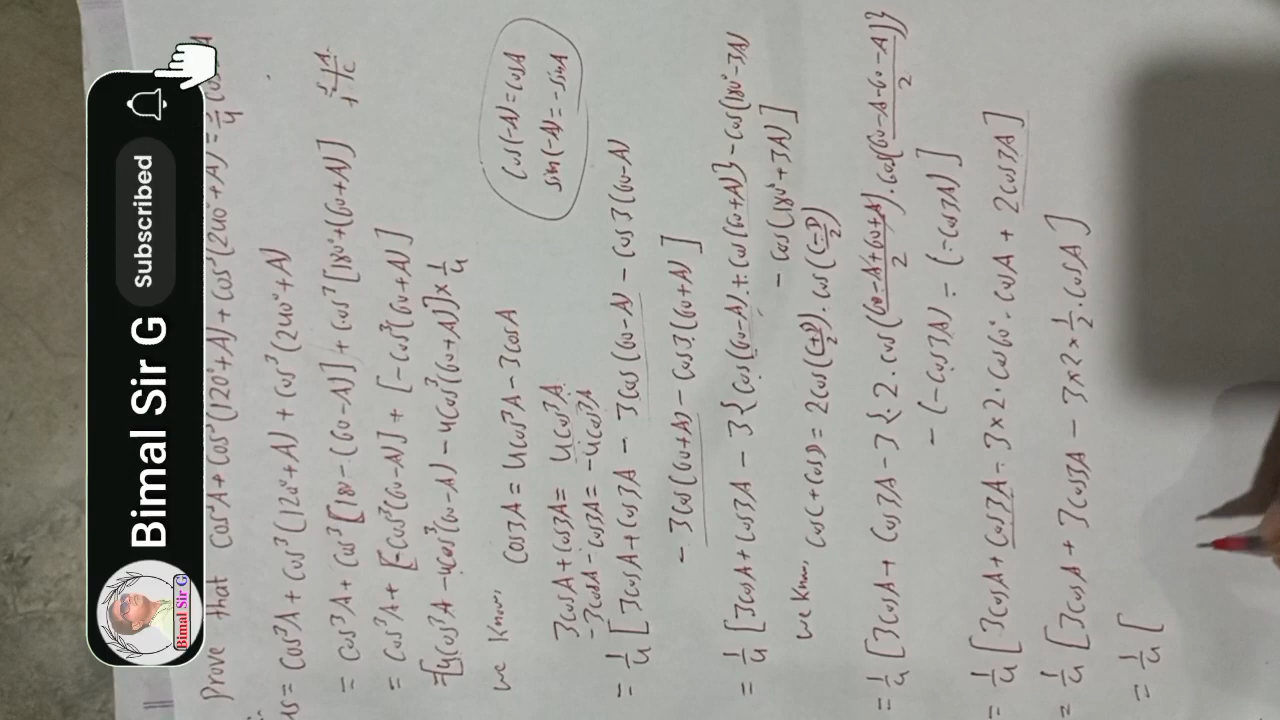 Bimal Sir G
Subscribed
Bimal Sir G
Prove that cos³A + cos³(120°+A) + cos³(240°+A) = 3/4 cos3A
= cos³A + cos³(120°+A) + cos³(240°+A)
= cos³A + cos³[180-(60-A)] + cos³[180°+(60+A)]
= cos³A + [-cos³(60-A)] + [-cos³(60+A)]
=[4cos³A - 4cos³(60-A) - 4cos³(60+A)]×1/4
cos(-A) = cosA
sin(-A) = -sinA
we know, cos3A = 4cos³A - 3cosA
3cosA + cos3A = 4cos³A
-3cosA - cos3A = -4cos³A
= 1/4 [3cosA + cos3A - 3cos(60-A) - cos3(60-A)
- 3cos(60+A) - cos3(60+A)]
= 1/4 [3cosA + cos3A - 3{cos(60-A) + cos(60+A)} - cos(180°-3A)
- cos(180°+3A)]
we know, cosC + cosD = 2cos((C+D)/2).cos((C-D)/2)
= 1/4 [3cosA + cos3A - 3{2.cos((60-A+60+A)/2).cos((60-A-60-A)/2)}
- (-cos3A) - (-cos3A)]
= 1/4 [3cosA + cos3A - 3×2.cos60°.cosA + 2cos3A]
= 1/4 [3cosA + 3cos3A - 3×2×1/2.cosA]
= 1/4 [